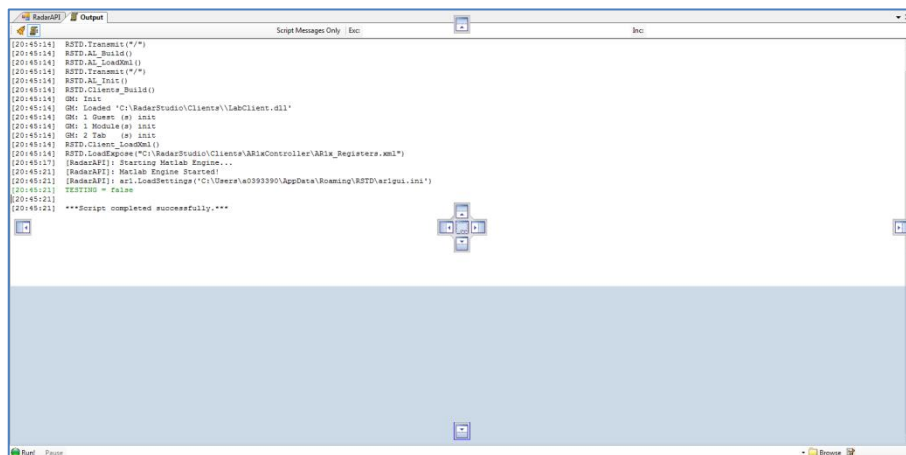 RadarAPI Output
Script Messages Only Exc: Inc:
[20:45:14] RSTD.Transmit("/")
[20:45:14] RSTD.AL_Build()
[20:45:14] RSTD.AL_LoadXml()
[20:45:14] RSTD.Transmit("/")
[20:45:14] RSTD.AL_Init()
[20:45:14] RSTD.Clients_Build()
[20:45:14] GM: Init
[20:45:14] GM: Loaded 'C:\RadarStudio\Clients\\LabClient.dll'
[20:45:14] GM: 1 Guest (s) init
[20:45:14] GM: 1 Module(s) init
[20:45:14] GM: 2 Tab (s) init
[20:45:14] RSTD.Client_LoadXml()
[20:45:14] RSTD.LoadExpose("C:\RadarStudio\Clients\AR1xController\AR1x_Registers.xml")
[20:45:17] [RadarAPI]: Starting Matlab Engine...
[20:45:21] [RadarAPI]: Matlab Engine Started!
[20:45:21] [RadarAPI]: ar1.LoadSettings('C:\Users\a0393390\AppData\Roaming\RSTD\ar1gui.ini')
[20:45:21] TESTING = false
[20:45:21]
[20:45:21] ***Script completed successfully.***
Run! Pause Browse